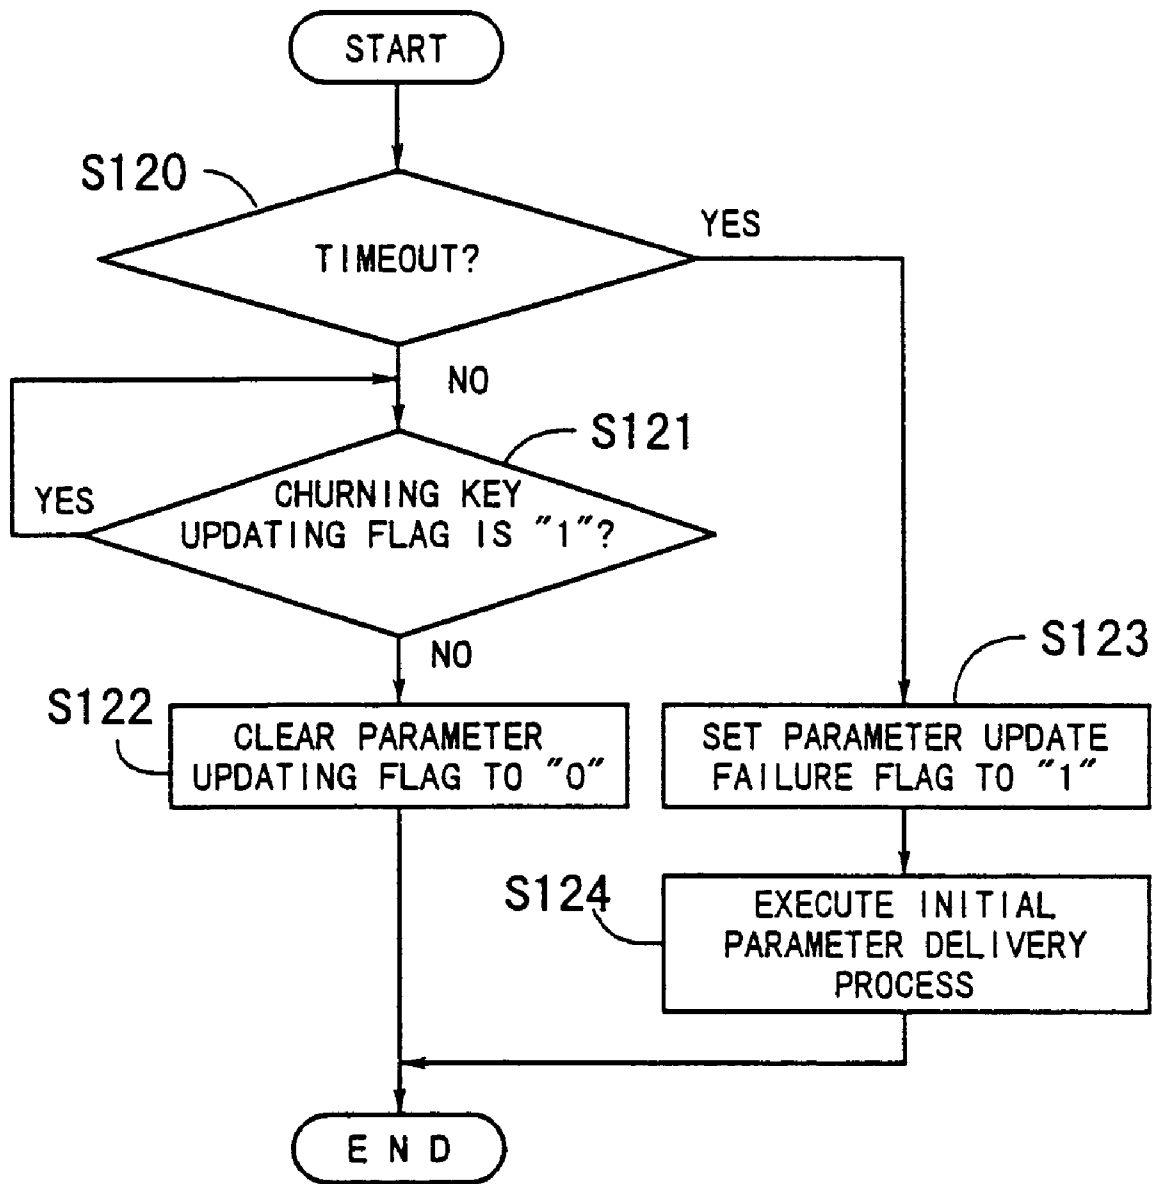 START
S120
YES
TIMEOUT?
NO
S121
YES
CHURNING KEY
UPDATING FLAG IS "1"?
NO
S123
S122
CLEAR PARAMETER
UPDATING FLAG TO "0"
SET PARAMETER UPDATE
FAILURE FLAG TO "1"
S124
EXECUTE INITIAL
PARAMETER DELIVERY
PROCESS
END